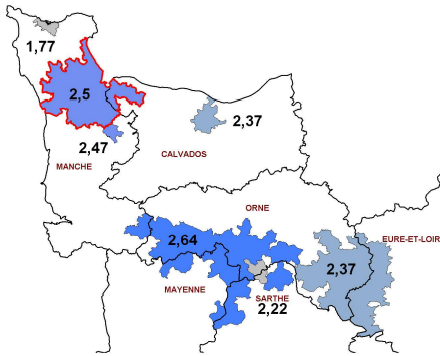 1,77
2,5
2,37
2,47
CALVADOS
MANCHE
ORNE
2,64
EURE-ET-LOIR
2,37
MAYENNE
SARTHE
2,22